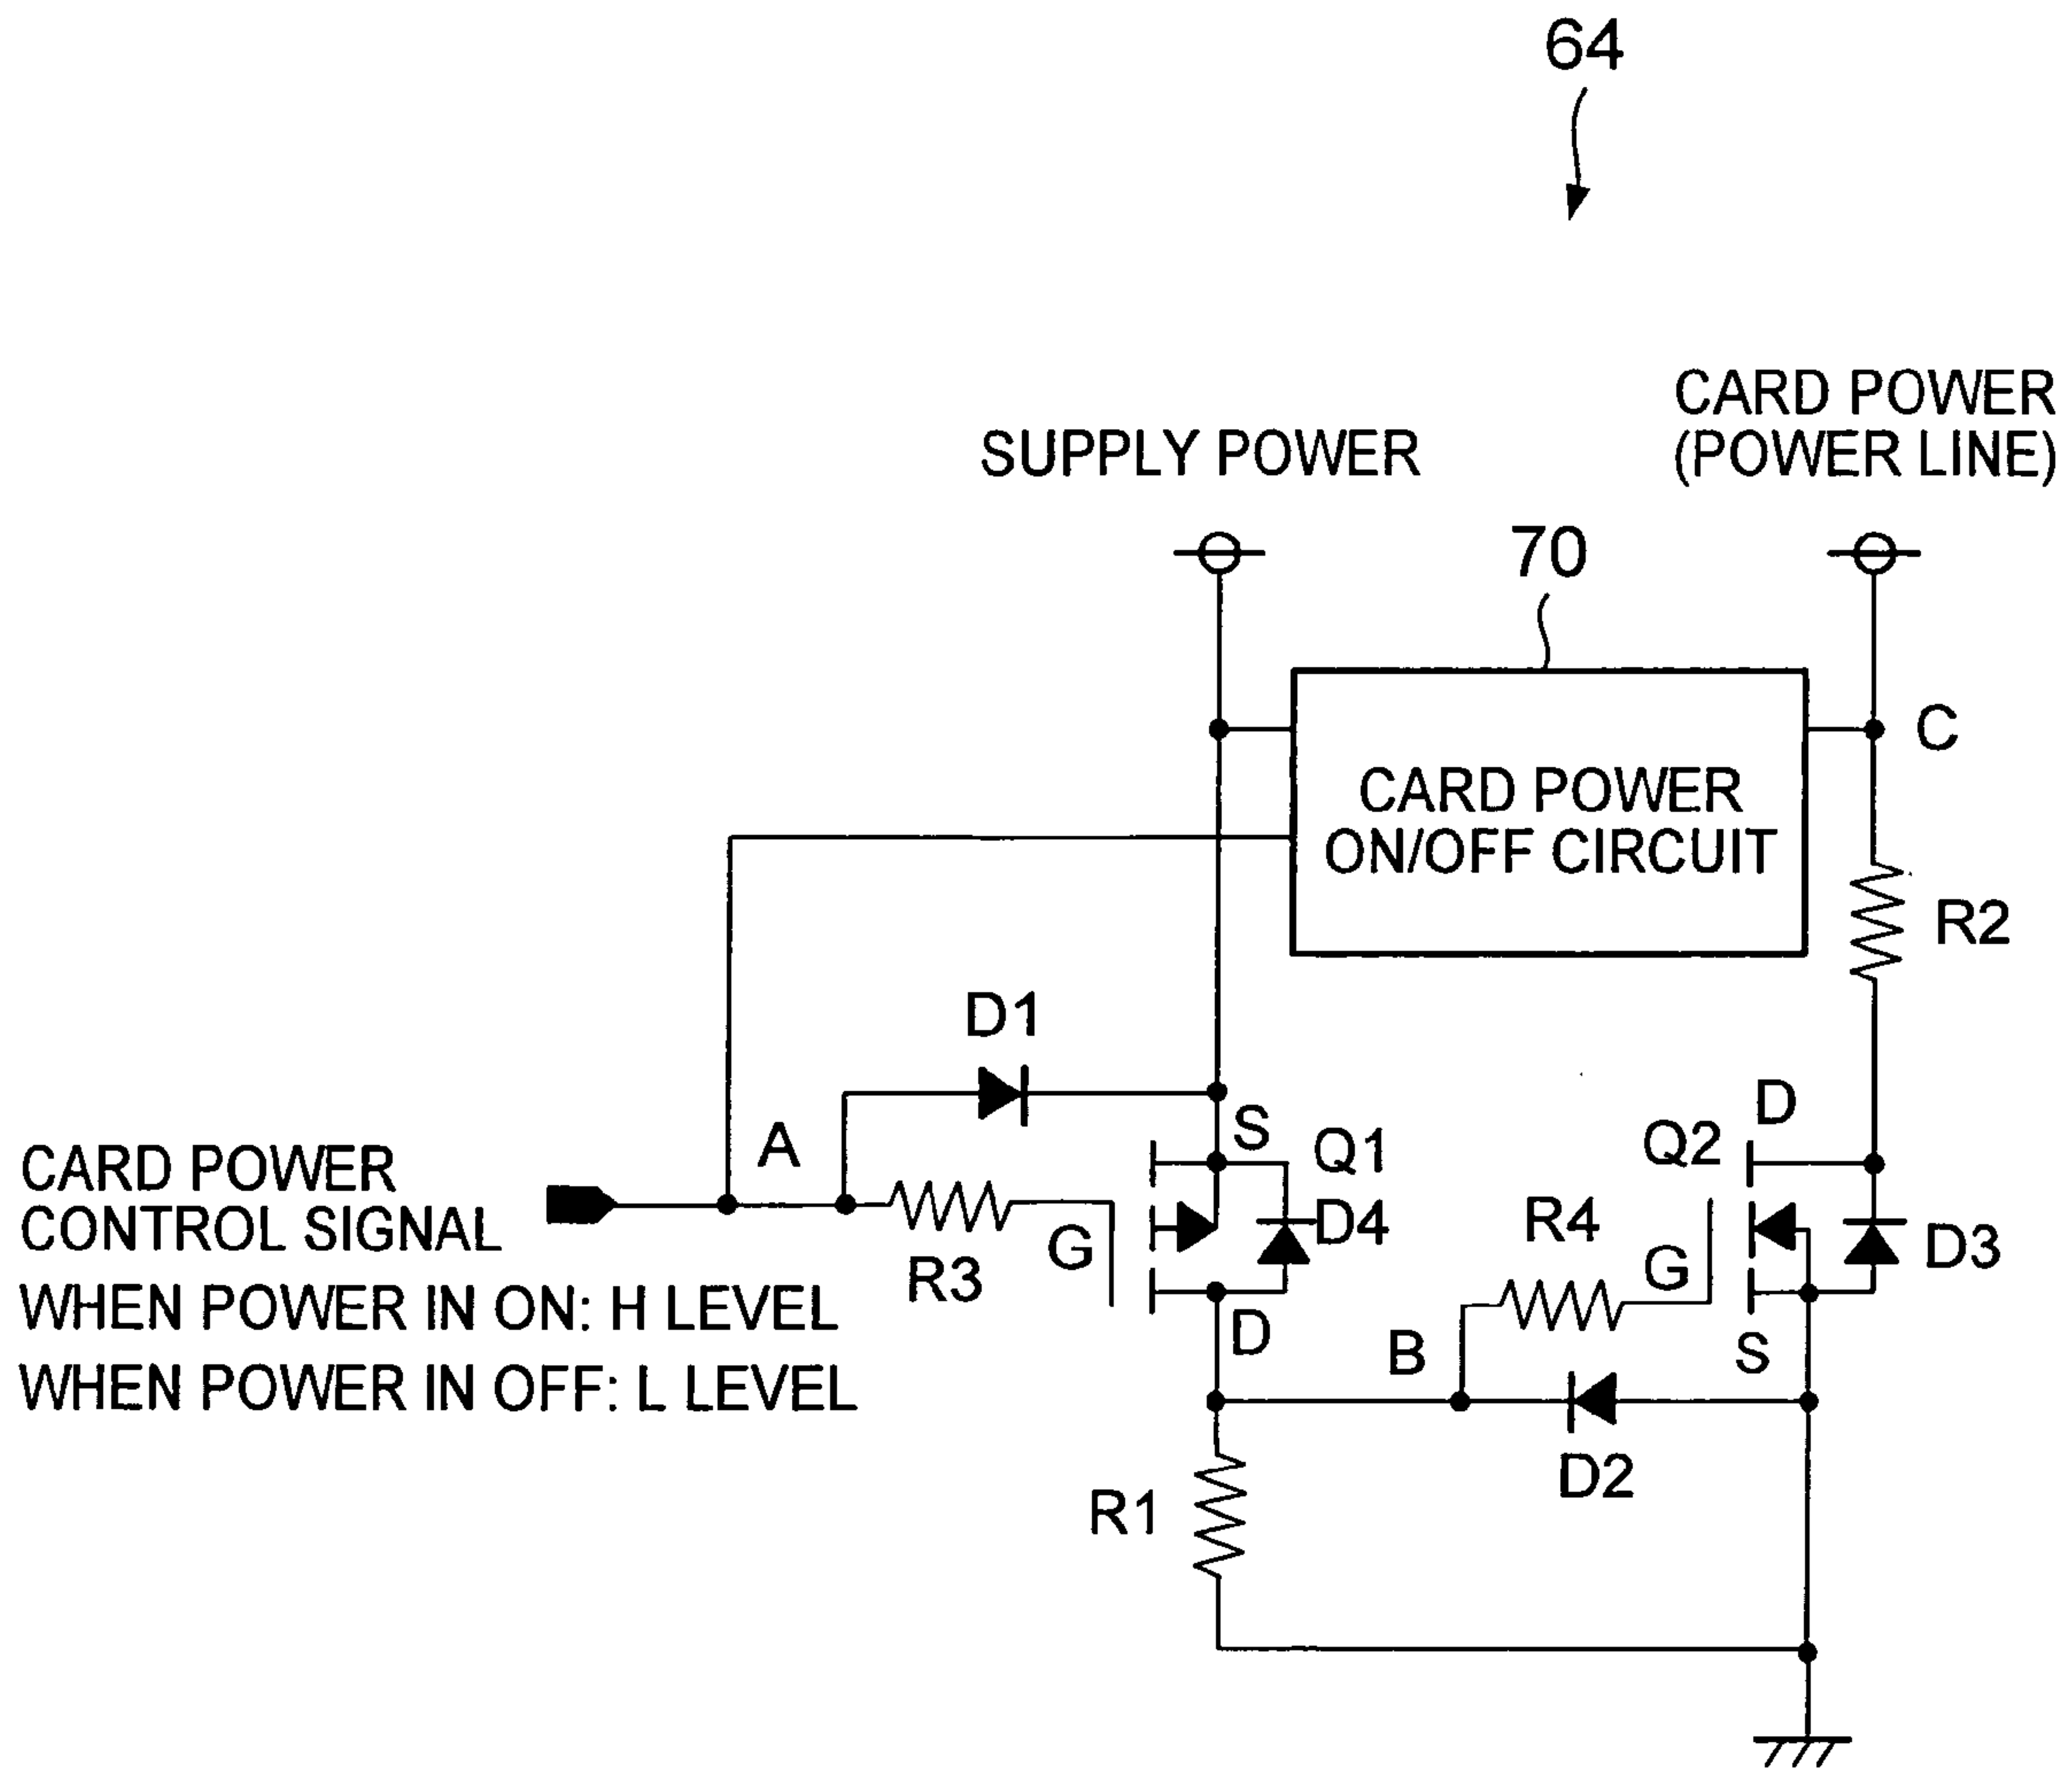 64
CARD POWER
(POWER LINE)
SUPPLY POWER
70
C
CARD POWER
ON/OFF CIRCUIT
R2
D1
D
A
S
Q1
Q2
CARD POWER
CONTROL SIGNAL
WHEN POWER IN ON: H LEVEL
WHEN POWER IN OFF: L LEVEL
R3
G
D4
R4
G
D3
D
B
S
R1
D2